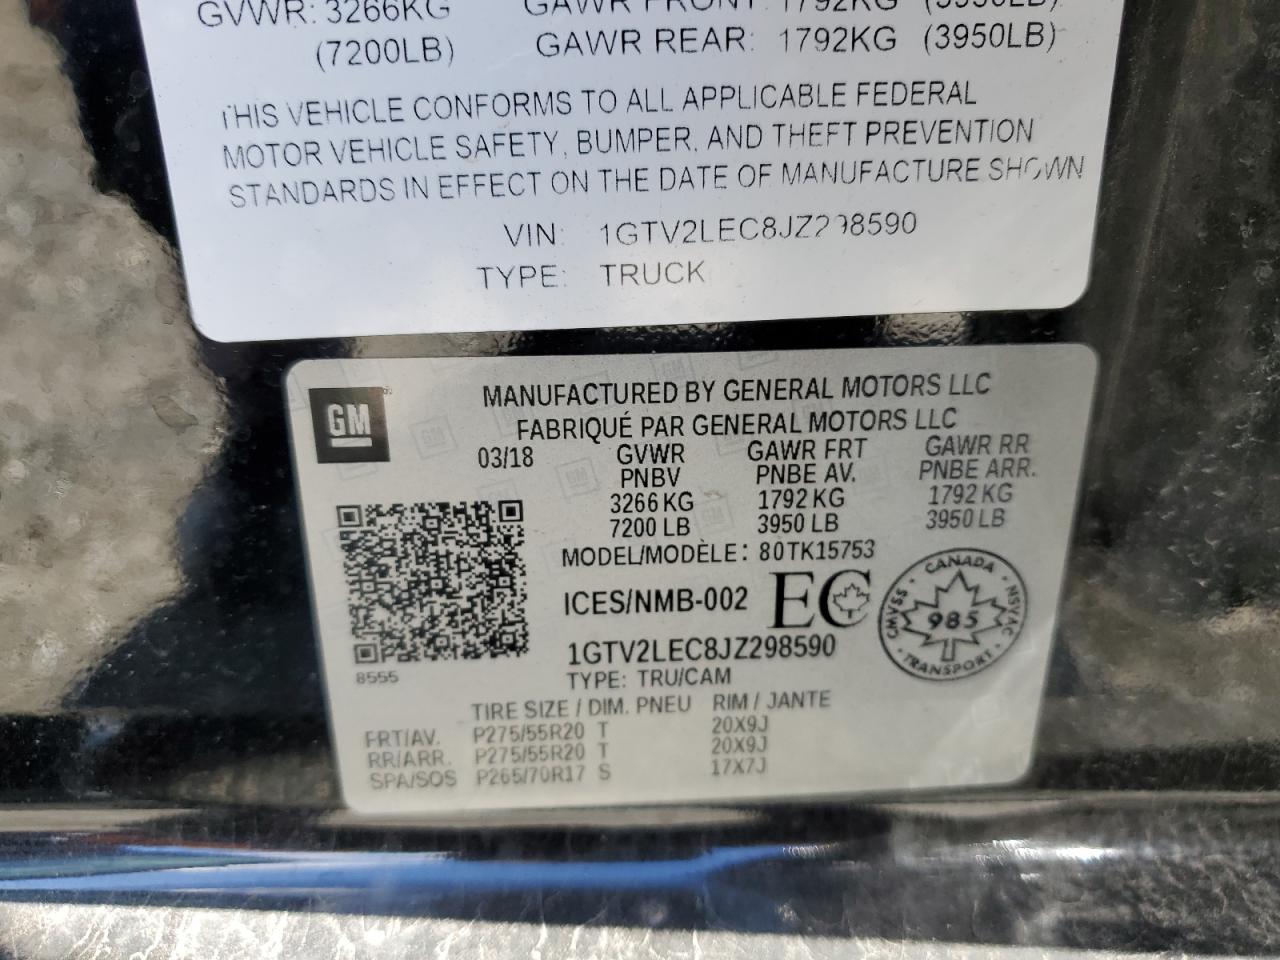 GVWR: 3266KG GAWR FRONT: 1792KG (3950LB)
(7200LB) GAWR REAR: 1792KG (3950LB)
THIS VEHICLE CONFORMS TO ALL APPLICABLE FEDERAL
MOTOR VEHICLE SAFETY, BUMPER, AND THEFT PREVENTION
STANDARDS IN EFFECT ON THE DATE OF MANUFACTURE SHOWN
VIN: 1GTV2LEC8JZ298590
TYPE: TRUCK
GM
MANUFACTURED BY GENERAL MOTORS LLC
FABRIQUÉ PAR GENERAL MOTORS LLC
03/18 GVWR GAWR FRT GAWR RR
PNBV PNBE AV. PNBE ARR.
3266 KG 1792 KG 1792 KG
7200 LB 3950 LB 3950 LB
MODEL/MODÈLE: 80TK15753
ICES/NMB-002 EC
CANADA
CMVSS 985 NSVAC
TRANSPORT
1GTV2LEC8JZ298590
8555
TYPE: TRU/CAM
TIRE SIZE / DIM. PNEU RIM / JANTE
FRT/AV. P275/55R20 T 20X9J
RR/ARR. P275/55R20 T 20X9J
SPA/SOS P265/70R17 S 17X7J